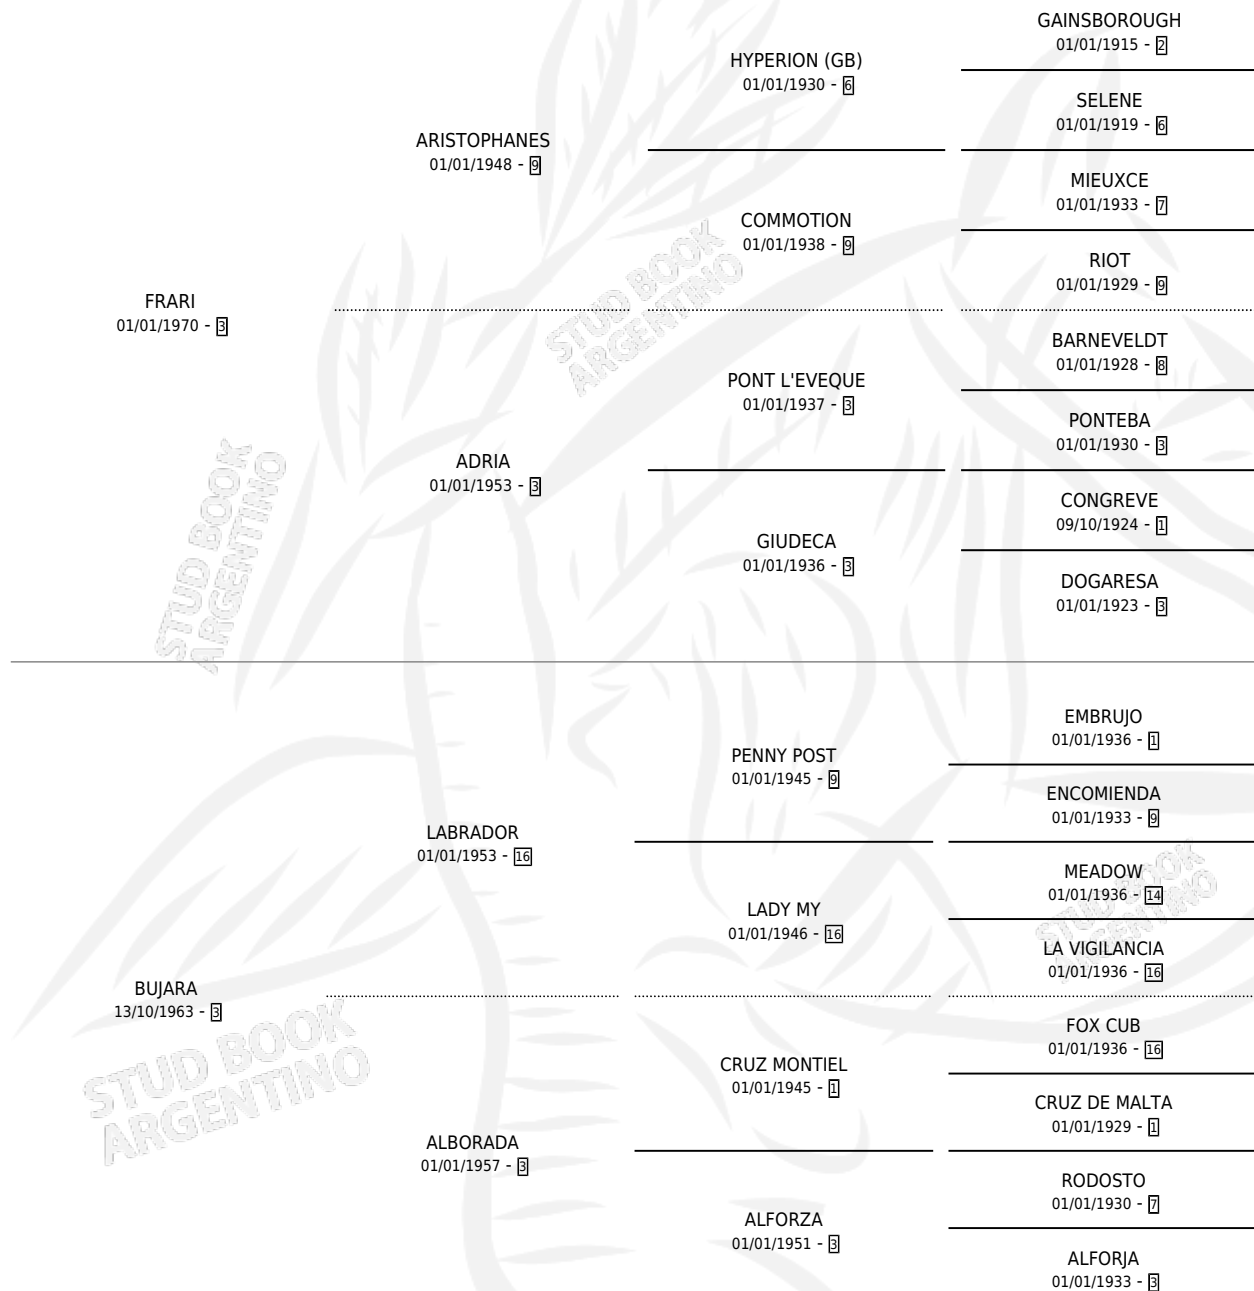 GAINSBOROUGH
01/01/1915 - 2
HYPERION (GB)
01/01/1930 - 6
SELENE
01/01/1919 - 6
ARISTOPHANES
01/01/1948 - 9
MIEUXCE
01/01/1933 - 7
COMMOTION
01/01/1938 - 9
RIOT
01/01/1929 - 9
FRARI
01/01/1970 - 3
BARNEVELDT
01/01/1928 - 8
PONT L'EVEQUE
01/01/1937 - 3
PONTEBA
01/01/1930 - 3
ADRIA
01/01/1953 - 3
CONGREVE
09/10/1924 - 1
GIUDECA
01/01/1936 - 3
DOGARESA
01/01/1923 - 3
EMBRUJO
01/01/1936 - 1
PENNY POST
01/01/1945 - 9
ENCOMIENDA
01/01/1933 - 9
LABRADOR
01/01/1953 - 16
MEADOW
01/01/1936 - 14
LADY MY
01/01/1946 - 16
LA VIGILANCIA
01/01/1936 - 16
BUJARA
13/10/1963 - 3
FOX CUB
01/01/1936 - 16
CRUZ MONTIEL
01/01/1945 - 1
CRUZ DE MALTA
01/01/1929 - 1
ALBORADA
01/01/1957 - 3
RODOSTO
01/01/1930 - 7
ALFORZA
01/01/1951 - 3
ALFORJA
01/01/1933 - 3
STUD BOOK
ARGENTINO
STUD BOOK
ARGENTINO
STUD BOOK
ARGENTINO
STUD BOOK
ARGENTINO